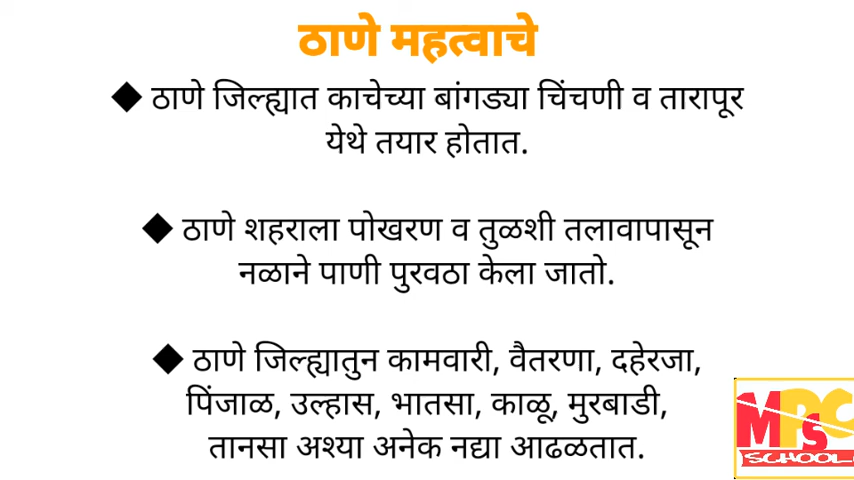 ठाणे महत्वाचे
◆ ठाणे जिल्ह्यात काचेच्या बांगड्या चिंचणी व तारापूर
येथे तयार होतात.
◆ ठाणे शहराला पोखरण व तुळशी तलावापासून
नळाने पाणी पुरवठा केला जातो.
◆ ठाणे जिल्ह्यातुन कामवारी, वैतरणा, दहेरजा,
पिंजाळ, उल्हास, भातसा, काळू, मुरबाडी,
तानसा अश्या अनेक नद्या आढळतात.
MPSC
SCHOOL